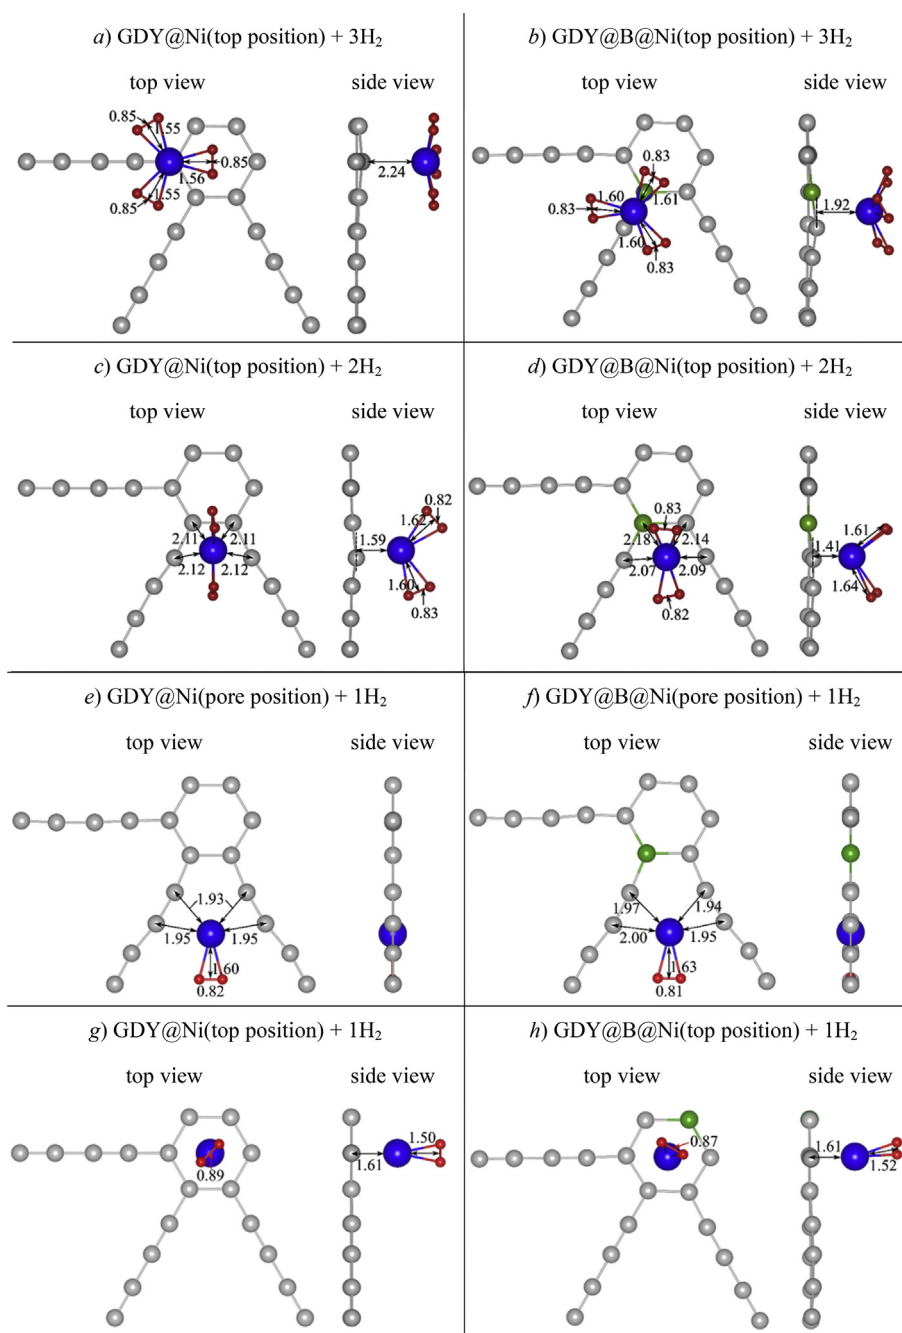 a) GDY@Ni(top position) + 3H₂
top view
side view
0.85
1.55
0.85
1.56
1.55
0.85
2.24
b) GDY@B@Ni(top position) + 3H₂
top view
side view
0.83
1.60
1.61
0.83
1.60
0.83
1.92
c) GDY@Ni(top position) + 2H₂
top view
side view
2.11
2.11
2.12
2.12
0.82
1.62
1.59
1.60
0.83
d) GDY@B@Ni(top position) + 2H₂
top view
side view
0.83
2.18
2.14
2.07
2.09
0.82
1.61
1.41
1.64
e) GDY@Ni(pore position) + 1H₂
top view
side view
1.93
1.95
1.95
1.60
0.82
f) GDY@B@Ni(pore position) + 1H₂
top view
side view
1.97
1.94
2.00
1.95
1.63
0.81
g) GDY@Ni(top position) + 1H₂
top view
side view
0.89
1.50
1.61
h) GDY@B@Ni(top position) + 1H₂
top view
side view
0.87
1.61
1.52